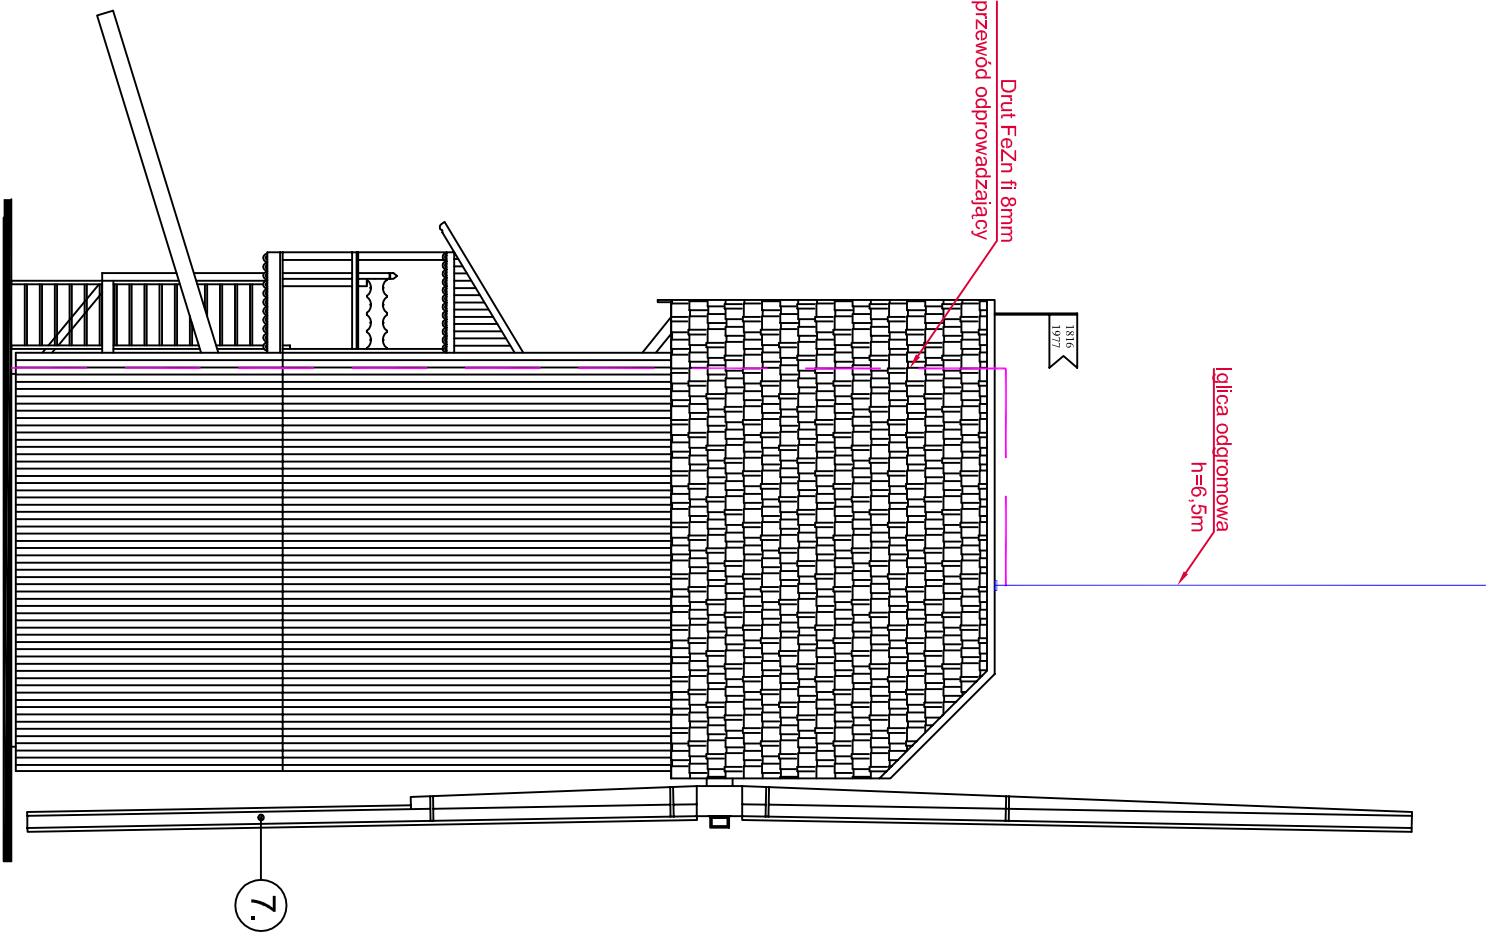 Drut FeZn fi 8mm
przewód odprowadzający
1816
1977
Iglica odgromowa
h=6,5m
7.